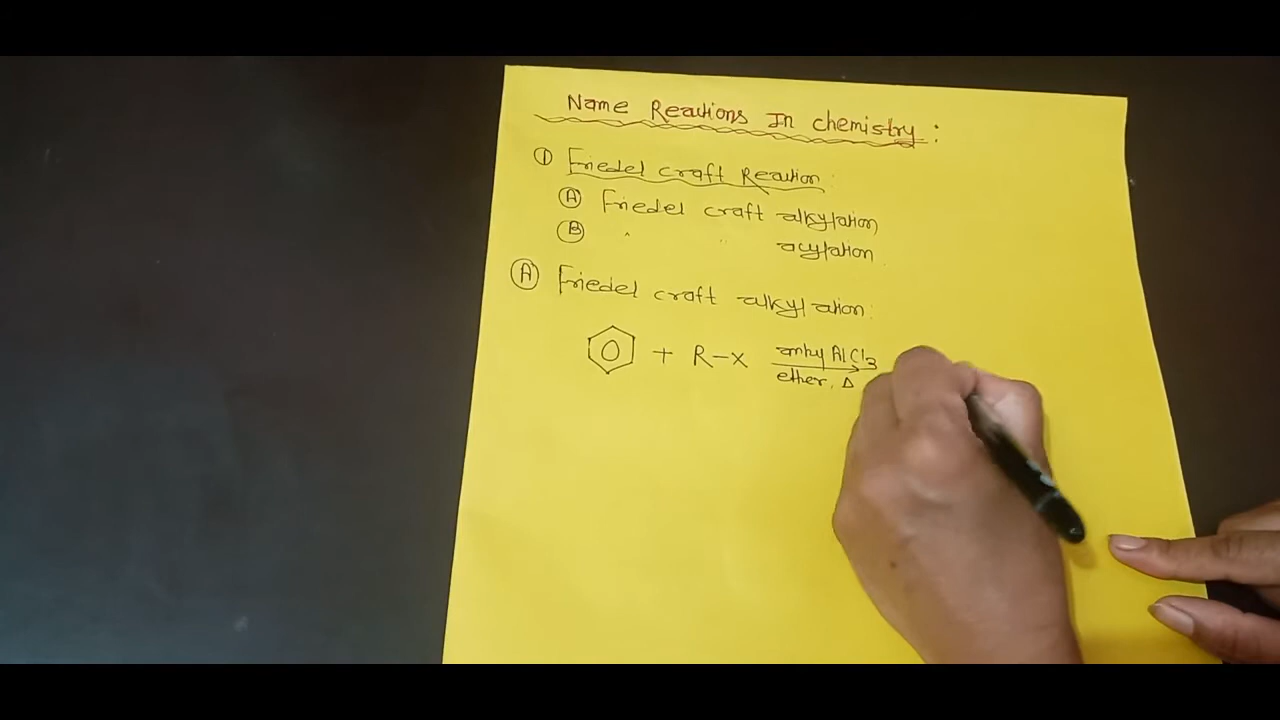 Name Reactions In chemistry :
① Friedel craft Reaction :
Ⓐ Friedel craft alkylation
Ⓑ " " acylation
Ⓐ Friedel craft alkylation :
+ R-X anhy AlCl3
ether, Δ